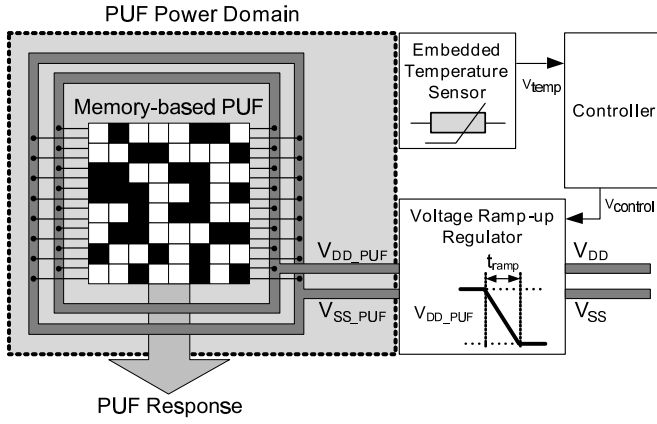 PUF Power Domain
Memory-based PUF
Embedded
Temperature
Sensor
Vtemp
Controller
Vcontrol
Voltage Ramp-up
Regulator
tramp
VDD_PUF
VSS_PUF
VDD_PUF
VDD
VSS
PUF Response